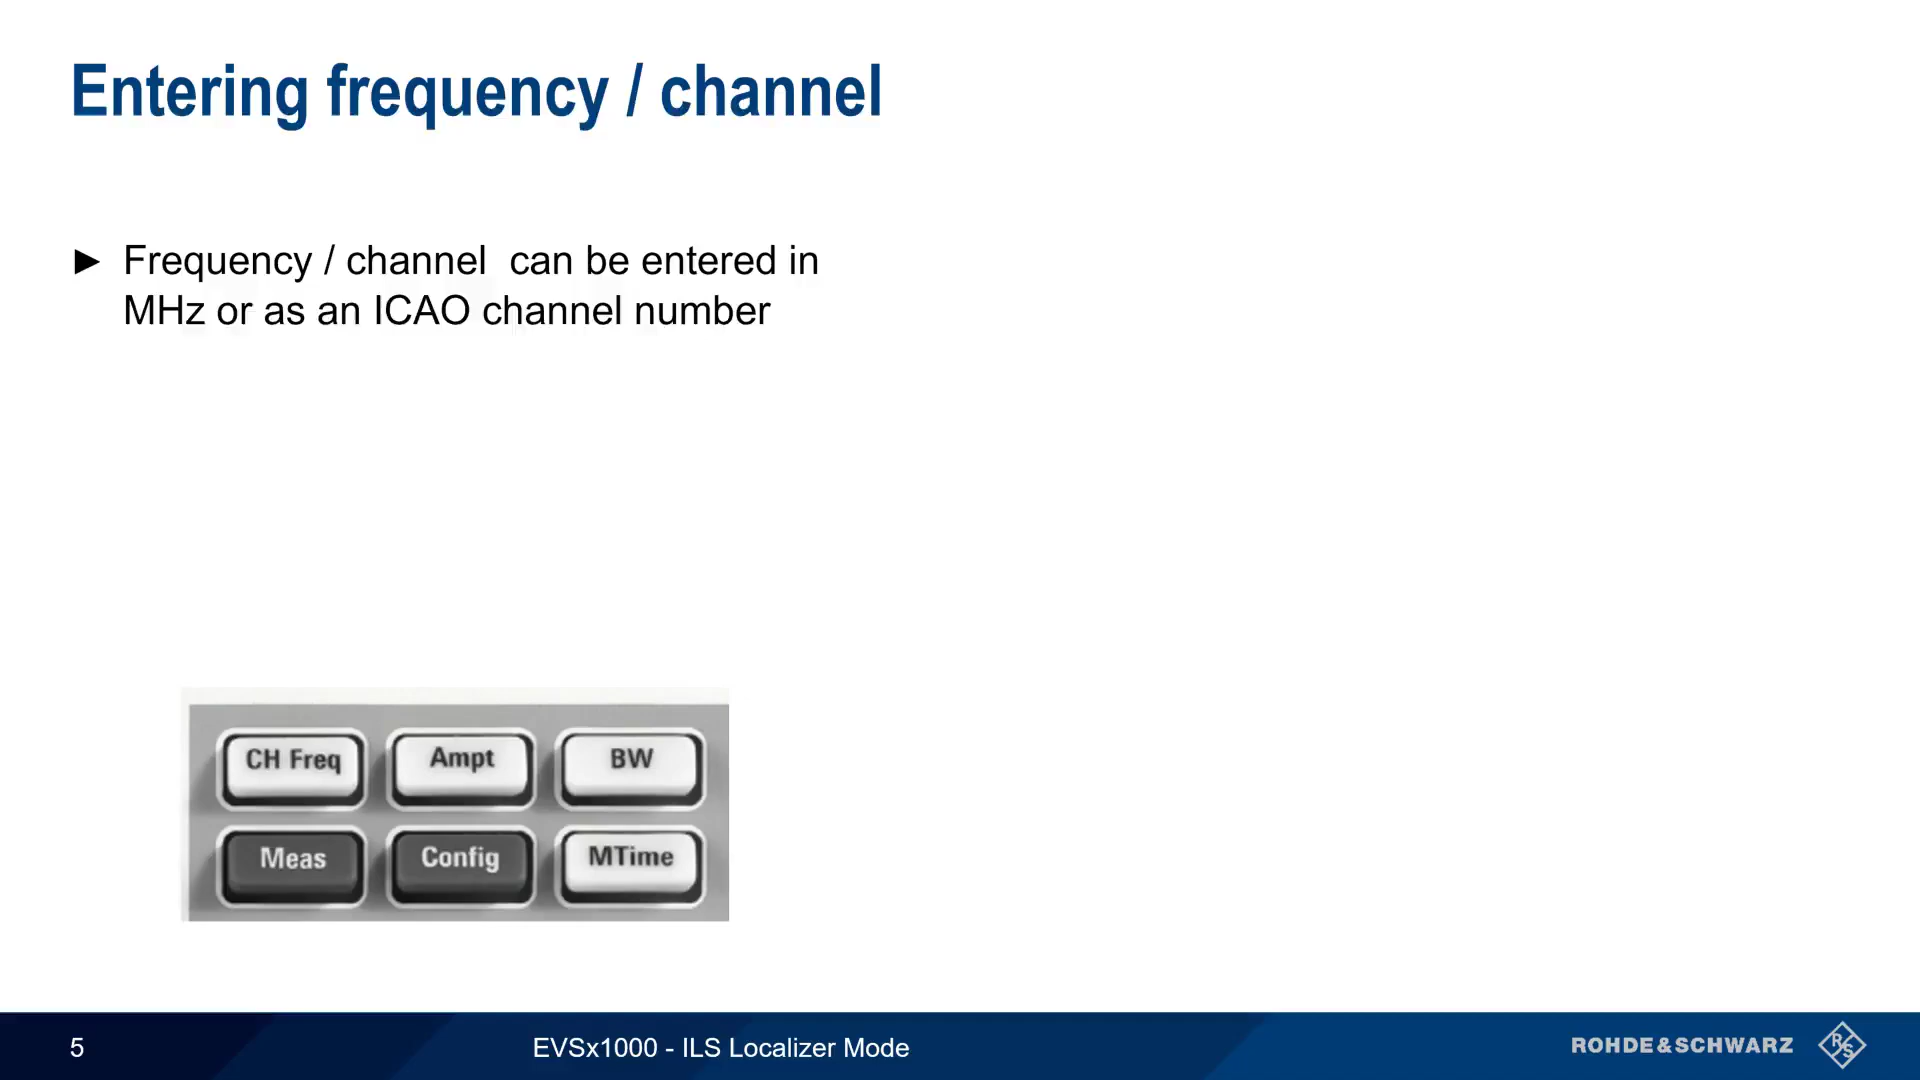 Entering frequency / channel
► Frequency / channel can be entered in
MHz or as an ICAO channel number
CH Freq Ampt BW
Meas Config MTime
5 EVSx1000 - ILS Localizer Mode ROHDE&SCHWARZ RS